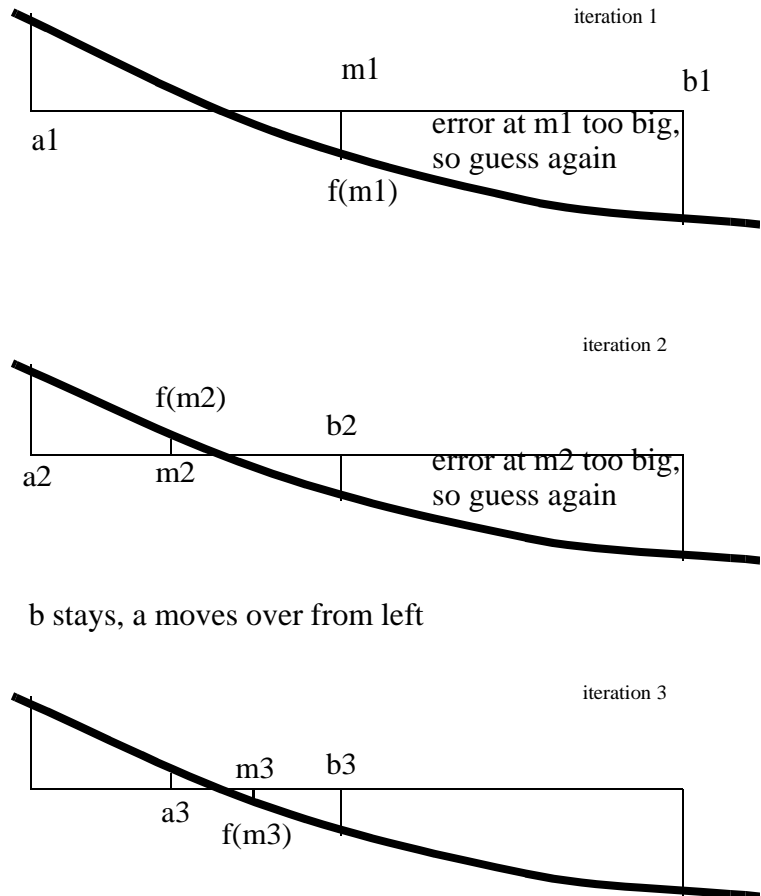 iteration 1
m1
b1
a1
error at m1 too big,
so guess again
f(m1)
iteration 2
f(m2)
b2
a2
m2
error at m2 too big,
so guess again
b stays, a moves over from left
iteration 3
m3
b3
a3
f(m3)